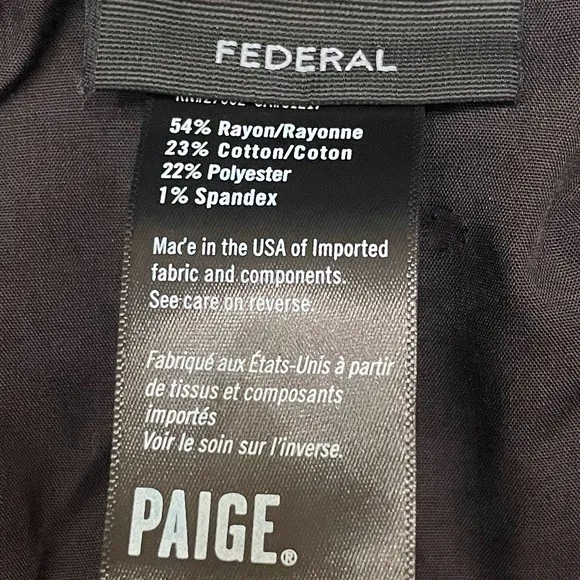 FEDERAL
54% Rayon/Rayonne
23% Cotton/Coton
22% Polyester
1% Spandex
Made in the USA of Imported
fabric and components.
See care on reverse.
Fabriqué aux États-Unis à partir
de tissus et composants
importés
Voir le soin sur l'inverse.
PAIGE®